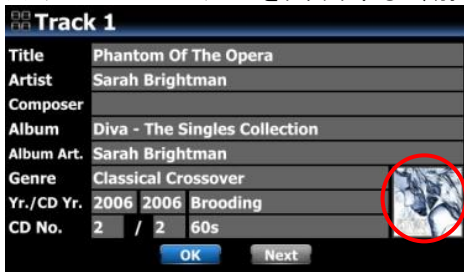 Track 1
Title Phantom Of The Opera
Artist Sarah Brightman
Composer
Album Diva - The Singles Collection
Album Art. Sarah Brightman
Genre Classical Crossover
Yr./CD Yr. 2006 2006 Brooding
CD No. 2 / 2 60s
OK Next